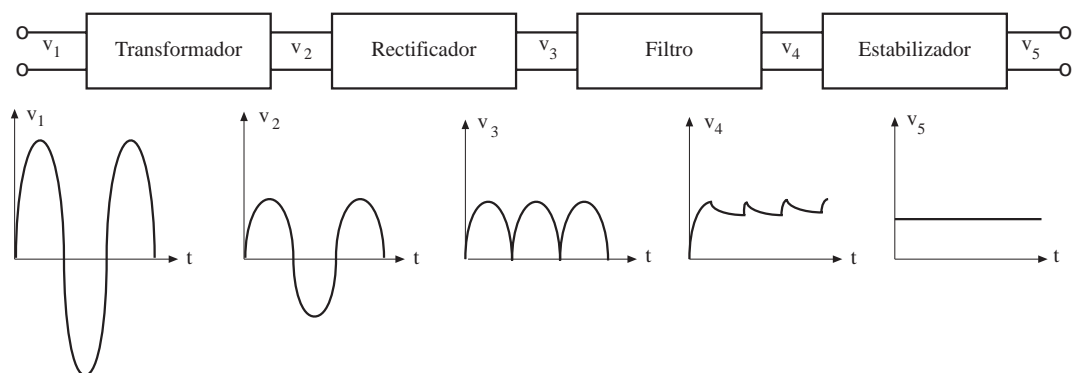 v1 Transformador v2 Rectificador v3 Filtro v4 Estabilizador v5
v1 v2 v3 v4 v5
t t t t t